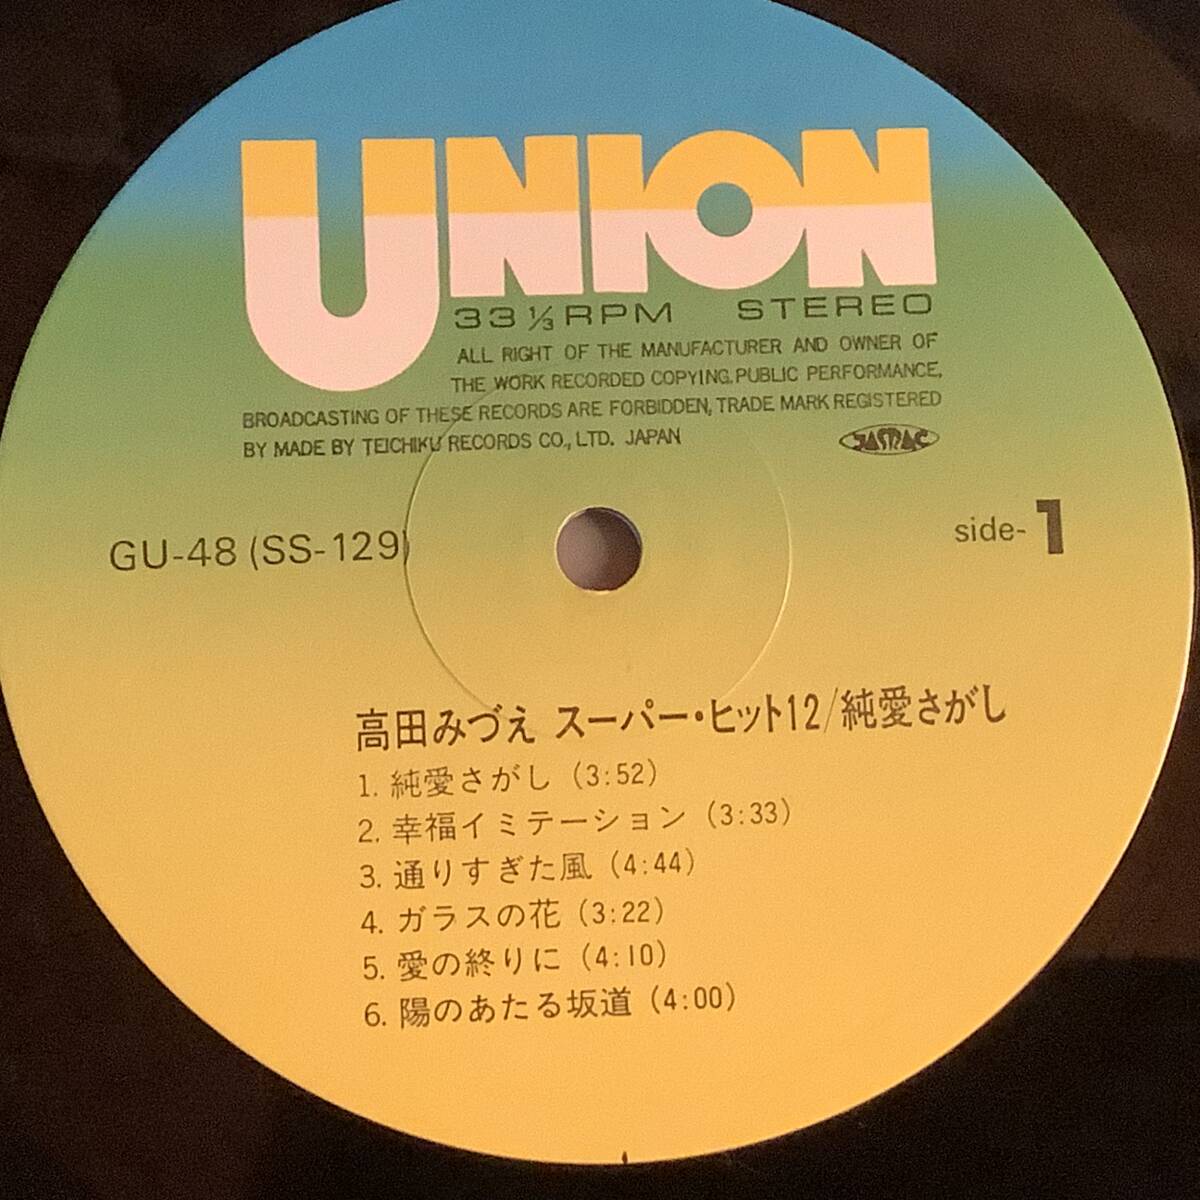 UNION
33 1/3 RPM STEREO
ALL RIGHT OF THE MANUFACTURER AND OWNER OF
THE WORK RECORDED COPYING, PUBLIC PERFORMANCE,
BROADCASTING OF THESE RECORDS ARE FORBIDDEN, TRADE MARK REGISTERED
BY MADE BY TEICHIKU RECORDS CO., LTD. JAPAN
JASRAC
GU-48 (SS-129)
side-1
高田みづえ スーパー・ヒット12/純愛さがし
1. 純愛さがし (3:52)
2. 幸福イミテーション (3:33)
3. 通りすぎた風 (4:44)
4. ガラスの花 (3:22)
5. 愛の終りに (4:10)
6. 陽のあたる坂道 (4:00)